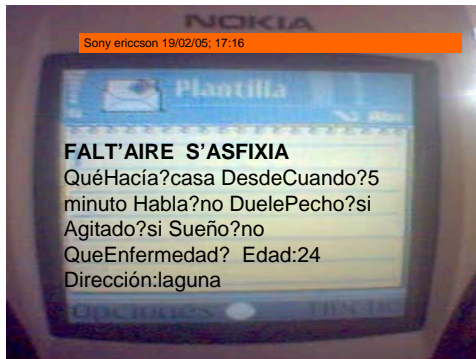 NOKIA
Sony ericcson 19/02/05; 17:16
Plantilla
Abc
FALT'AIRE S'ASFIXIA
QuéHacía?casa DesdeCuando?5
minuto Habla?no DuelePecho?si
Agitado?si Sueño?no
QueEnfermedad? Edad:24
Dirección:laguna
Opciones